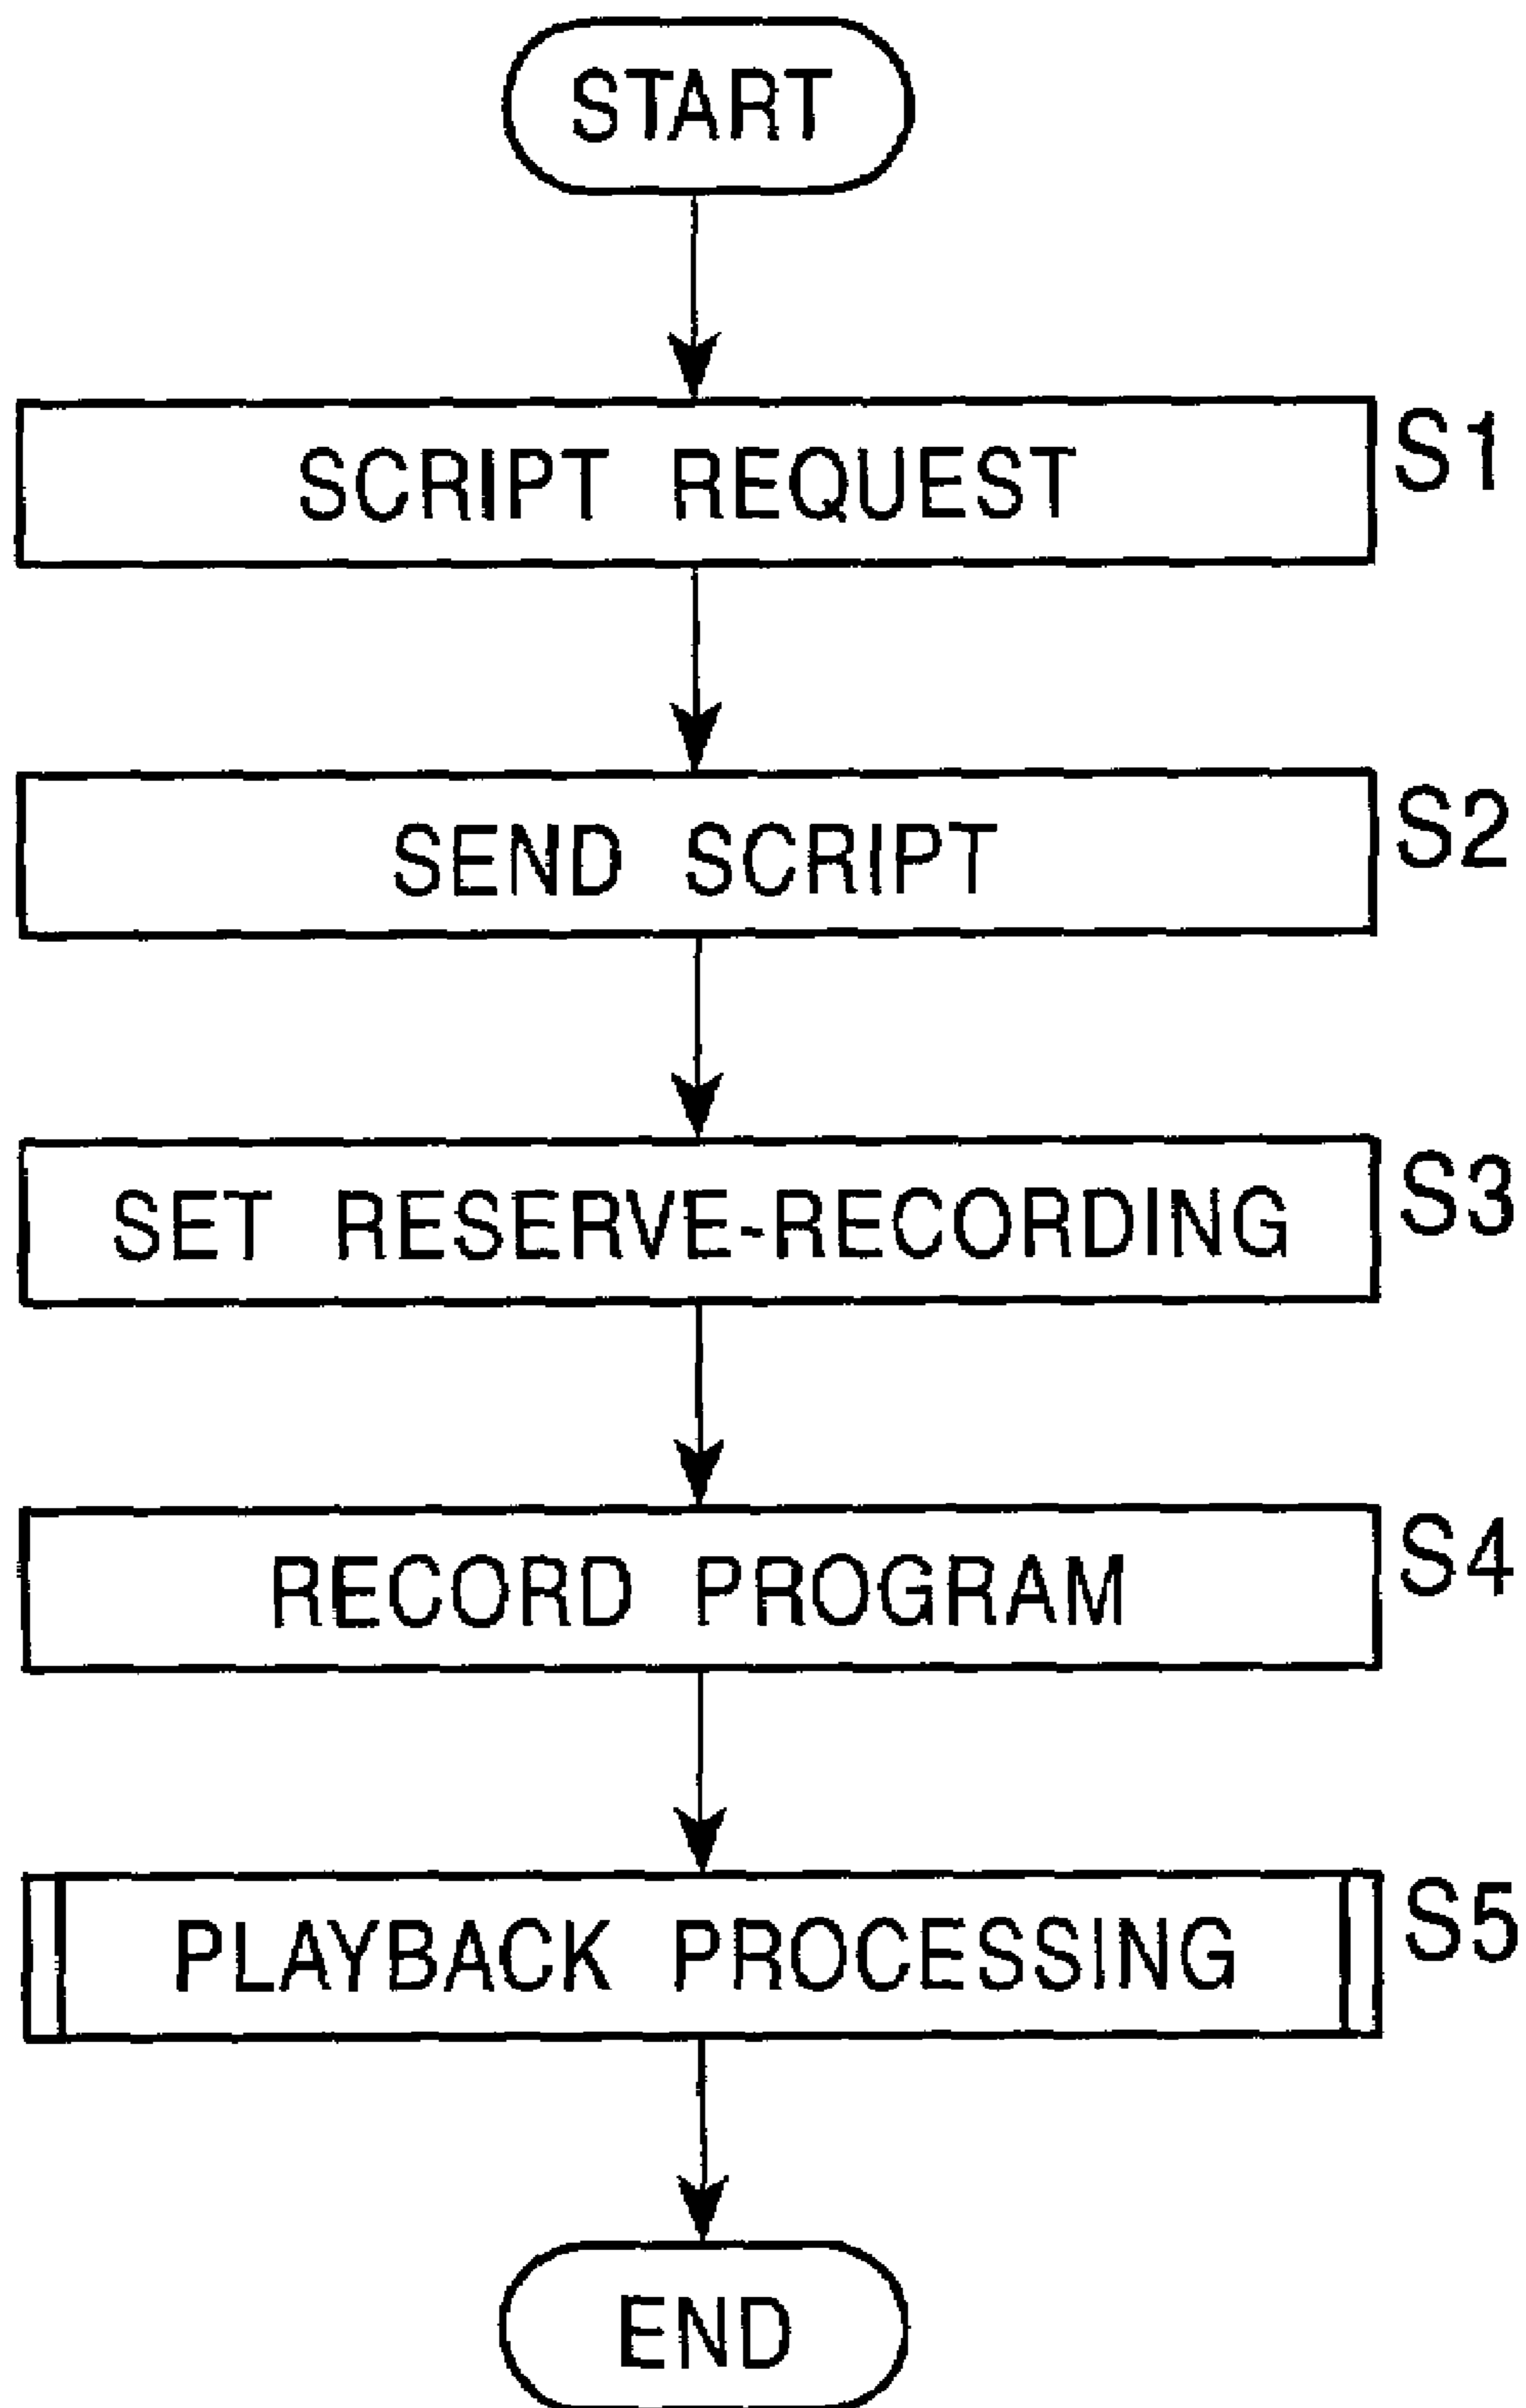 START
SCRIPT REQUEST S1
SEND SCRIPT S2
SET RESERVE-RECORDING S3
RECORD PROGRAM S4
PLAYBACK PROCESSING S5
END